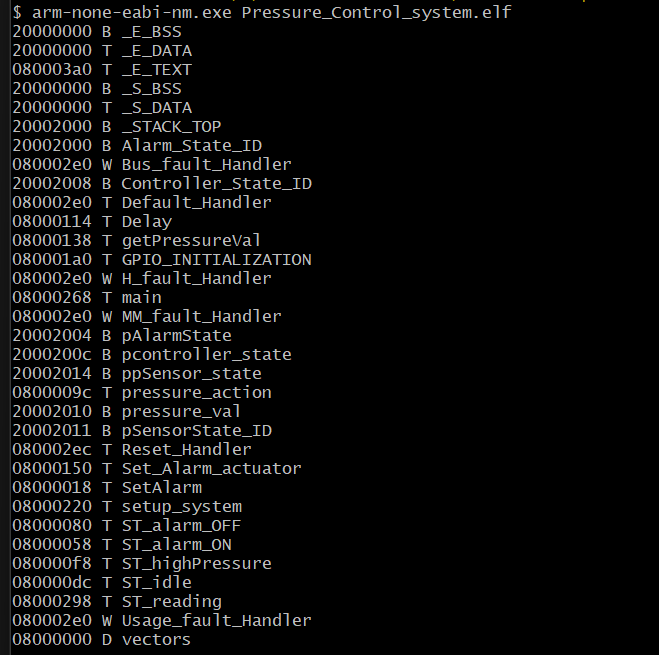 $ arm-none-eabi-nm.exe Pressure_Control_system.elf
20000000 B _E_BSS
20000000 T _E_DATA
080003a0 T _E_TEXT
20000000 B _S_BSS
20000000 T _S_DATA
20002000 B _STACK_TOP
20002000 B Alarm_State_ID
080002e0 W Bus_fault_Handler
20002008 B Controller_State_ID
080002e0 T Default_Handler
08000114 T Delay
08000138 T getPressureVal
080001a0 T GPIO_INITIALIZATION
080002e0 W H_fault_Handler
08000268 T main
080002e0 W MM_fault_Handler
20002004 B pAlarmState
2000200c B pcontroller_state
20002014 B ppSensor_state
0800009c T pressure_action
20002010 B pressure_val
20002011 B pSensorState_ID
080002ec T Reset_Handler
08000150 T Set_Alarm_actuator
08000018 T SetAlarm
08000220 T setup_system
08000080 T ST_alarm_OFF
08000058 T ST_alarm_ON
080000f8 T ST_highPressure
080000dc T ST_idle
08000298 T ST_reading
080002e0 W Usage_fault_Handler
08000000 D vectors